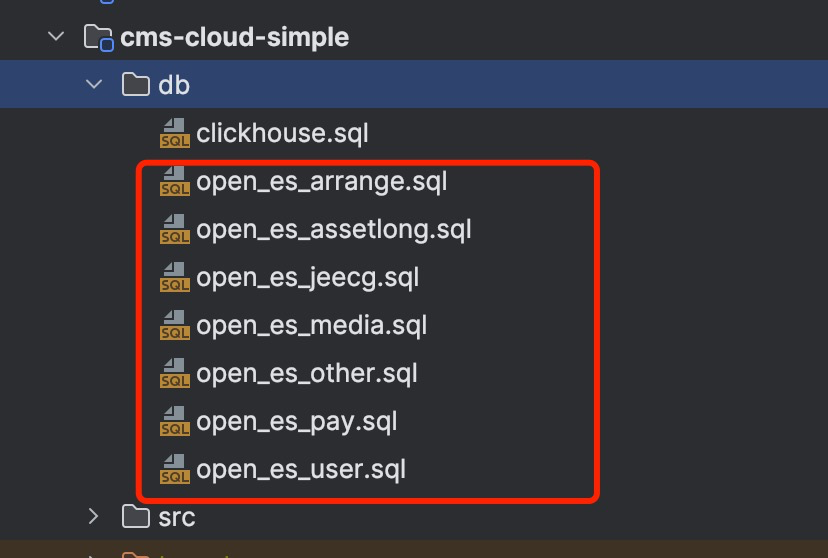 cms-cloud-simple
db
SQL clickhouse.sql
SQL open_es_arrange.sql
SQL open_es_assetlong.sql
SQL open_es_jeecg.sql
SQL open_es_media.sql
SQL open_es_other.sql
SQL open_es_pay.sql
SQL open_es_user.sql
src